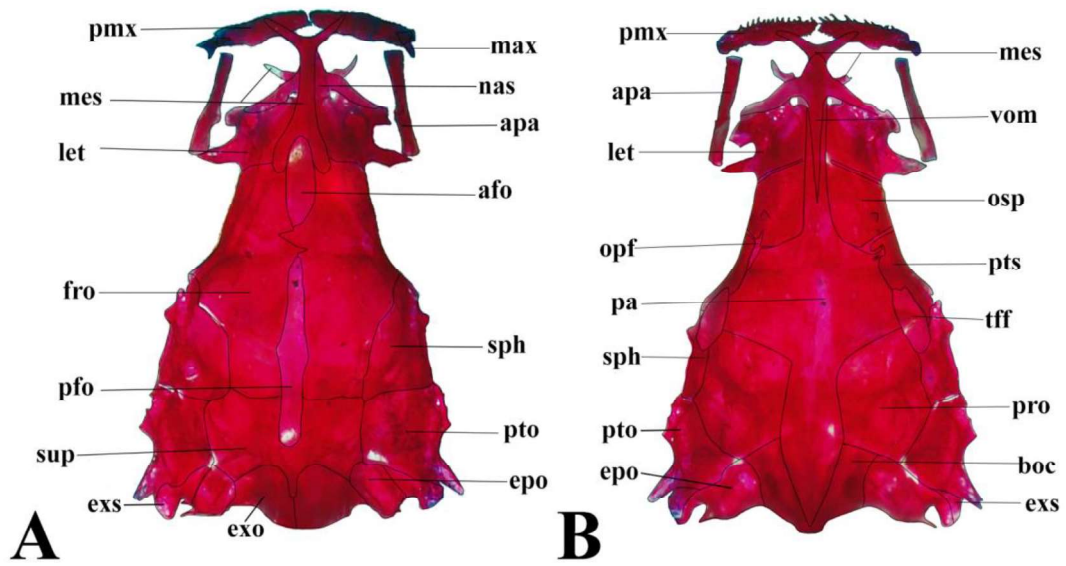 pmx
max
mes
nas
apa
let
afo
fro
sph
pfo
pto
sup
epo
exs
exo
A
pmx
mes
apa
vom
let
osp
opf
pts
pa
tff
sph
pro
pto
boc
epo
exs
B